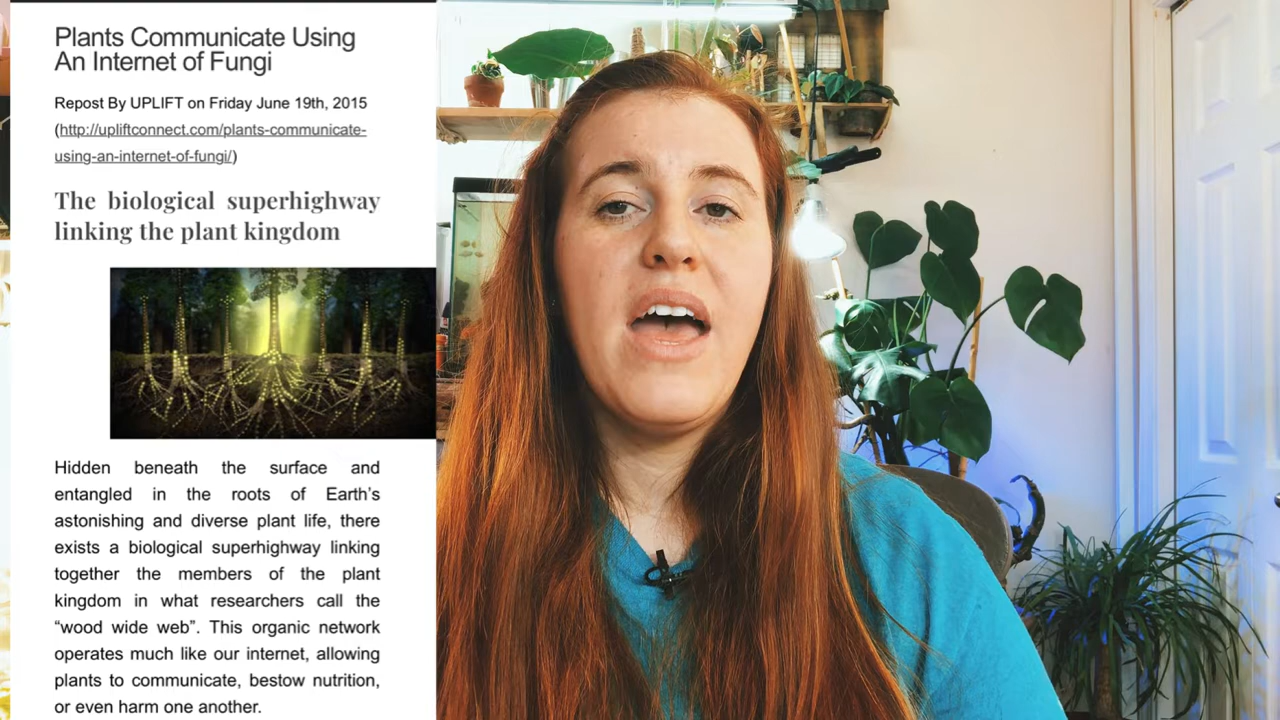 Plants Communicate Using
An Internet of Fungi
Repost By UPLIFT on Friday June 19th, 2015
(http://upliftconnect.com/plants-communicate-
using-an-internet-of-fungi/)
The biological superhighway
linking the plant kingdom
Hidden beneath the surface and
entangled in the roots of Earth's
astonishing and diverse plant life, there
exists a biological superhighway linking
together the members of the plant
kingdom in what researchers call the
“wood wide web”. This organic network
operates much like our internet, allowing
plants to communicate, bestow nutrition,
or even harm one another.